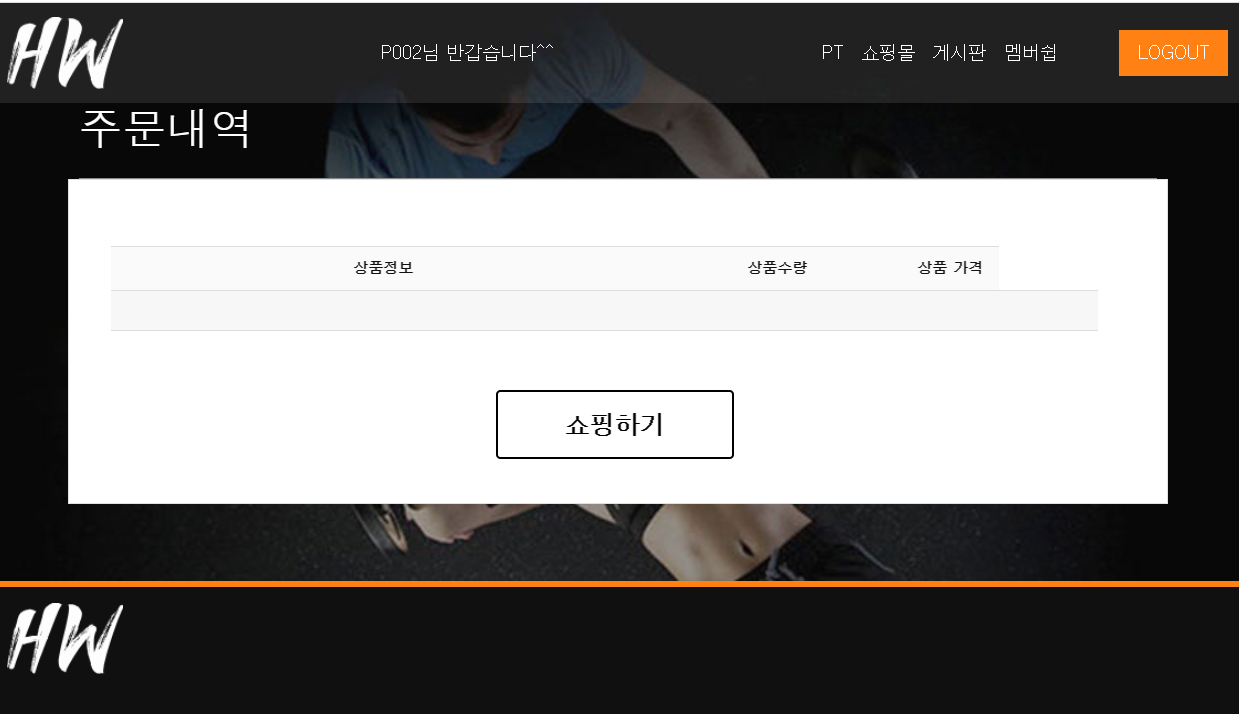 HW
P002님 반갑습니다^^
PT 쇼핑몰 게시판 멤버쉽
LOGOUT
주문내역
상품정보 상품수량 상품 가격
쇼핑하기
HW